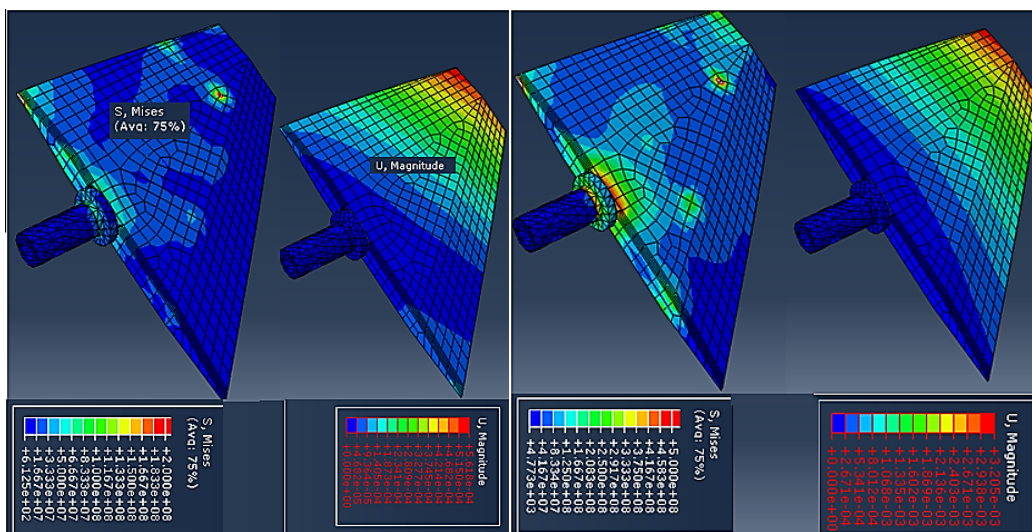 S, Mises
(Avg: 75%)
U, Magnitude
S, Mises
(Avg: 75%)
+2.000e+08
+1.833e+08
+1.667e+08
+1.500e+08
+1.333e+08
+1.167e+08
+1.000e+08
+8.333e+07
+6.667e+07
+5.000e+07
+3.333e+07
+1.667e+07
+6.125e+02
U, Magnitude
+5.618e-04
+5.150e-04
+4.682e-04
+4.214e-04
+3.745e-04
+3.277e-04
+2.809e-04
+2.341e-04
+1.873e-04
+1.405e-04
+9.364e-05
+4.682e-05
+0.000e+00
S, Mises
(Avg: 75%)
+5.000e+08
+4.583e+08
+4.167e+08
+3.750e+08
+3.333e+08
+2.917e+08
+2.500e+08
+2.083e+08
+1.667e+08
+1.250e+08
+8.334e+07
+4.167e+07
+4.773e+03
U, Magnitude
+3.205e-03
+2.938e-03
+2.671e-03
+2.403e-03
+2.136e-03
+1.869e-03
+1.602e-03
+1.335e-03
+1.068e-03
+8.012e-04
+5.341e-04
+2.671e-04
+0.000e+00